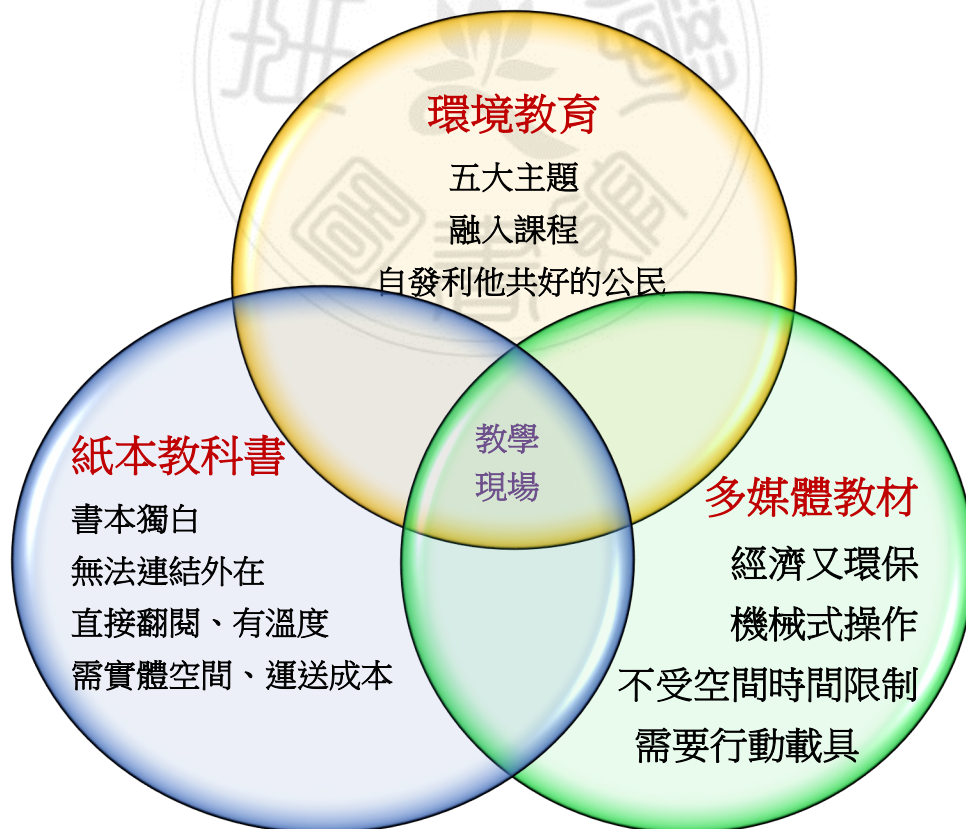 環境教育
五大主題
融入課程
自發利他共好的公民
教學
現場
紙本教科書
書本獨白
無法連結外在
直接翻閱、有溫度
需實體空間、運送成本
多媒體教材
經濟又環保
機械式操作
不受空間時間限制
需要行動載具